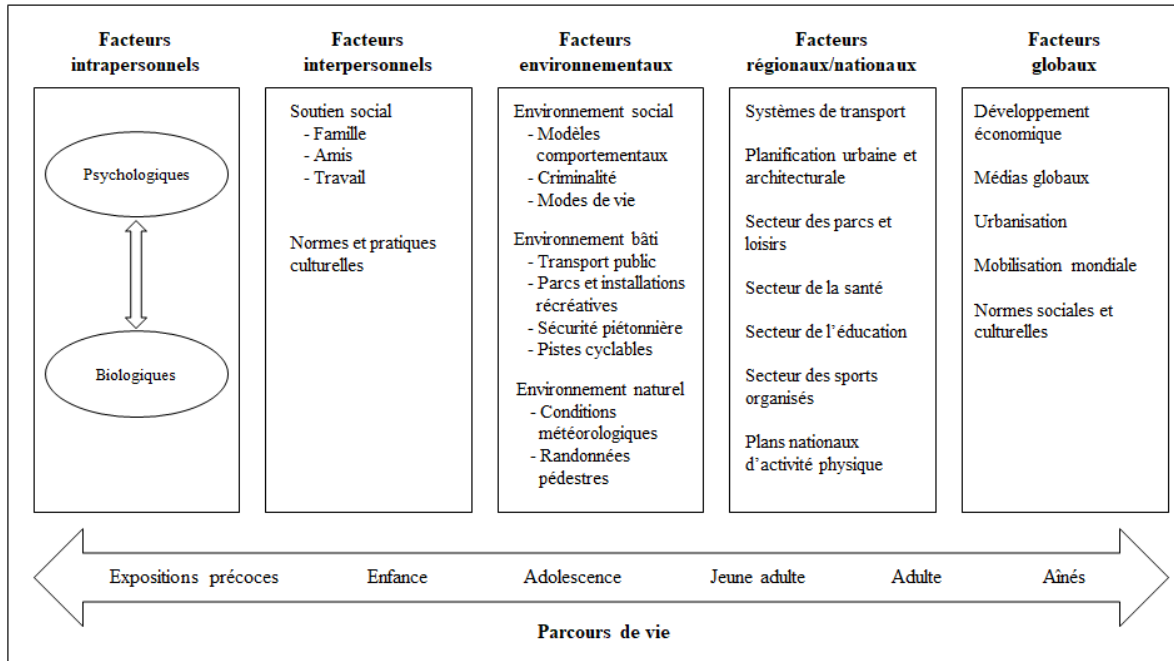 Facteurs
intrapersonnels
Psychologiques
Biologiques
Facteurs
interpersonnels
Soutien social
- Famille
- Amis
- Travail
Normes et pratiques
culturelles
Facteurs
environnementaux
Environnement social
- Modèles
comportementaux
- Criminalité
- Modes de vie
Environnement bâti
- Transport public
- Parcs et installations
récréatives
- Sécurité piétonnière
- Pistes cyclables
Environnement naturel
- Conditions
météorologiques
- Randonnées
pédestres
Facteurs
régionaux/nationaux
Systèmes de transport
Planification urbaine et
architecturale
Secteur des parcs et
loisirs
Secteur de la santé
Secteur de l’éducation
Secteur des sports
organisés
Plans nationaux
d’activité physique
Facteurs
globaux
Développement
économique
Médias globaux
Urbanisation
Mobilisation mondiale
Normes sociales et
culturelles
Expositions précoces
Enfance
Adolescence
Jeune adulte
Adulte
Aînés
Parcours de vie